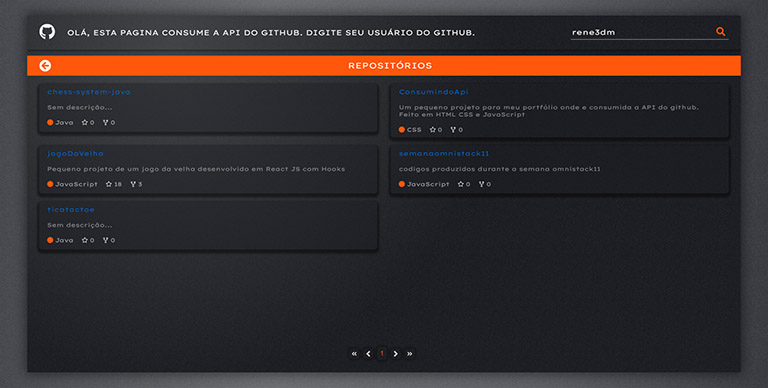 OLÁ, ESTA PAGINA CONSUME A API DO GITHUB. DIGITE SEU USUÁRIO DO GITHUB.
rene3dm
REPOSITÓRIOS
chess-system-java
Sem descrição...
Java 0 0
ConsumindoApi
Um pequeno projeto para meu portfólio onde e consumida a API do github.
Feito em HTML CSS e JavaScript
CSS 0 0
jogoDaVelha
Pequeno projeto de um jogo da velha desenvolvido em React JS com Hooks
JavaScript 18 3
semanaomnistack11
codigos produzidos durante a semana omnistack11
JavaScript 0 0
ticatactoe
Sem descrição...
Java 0 0
« ‹ 1 › »